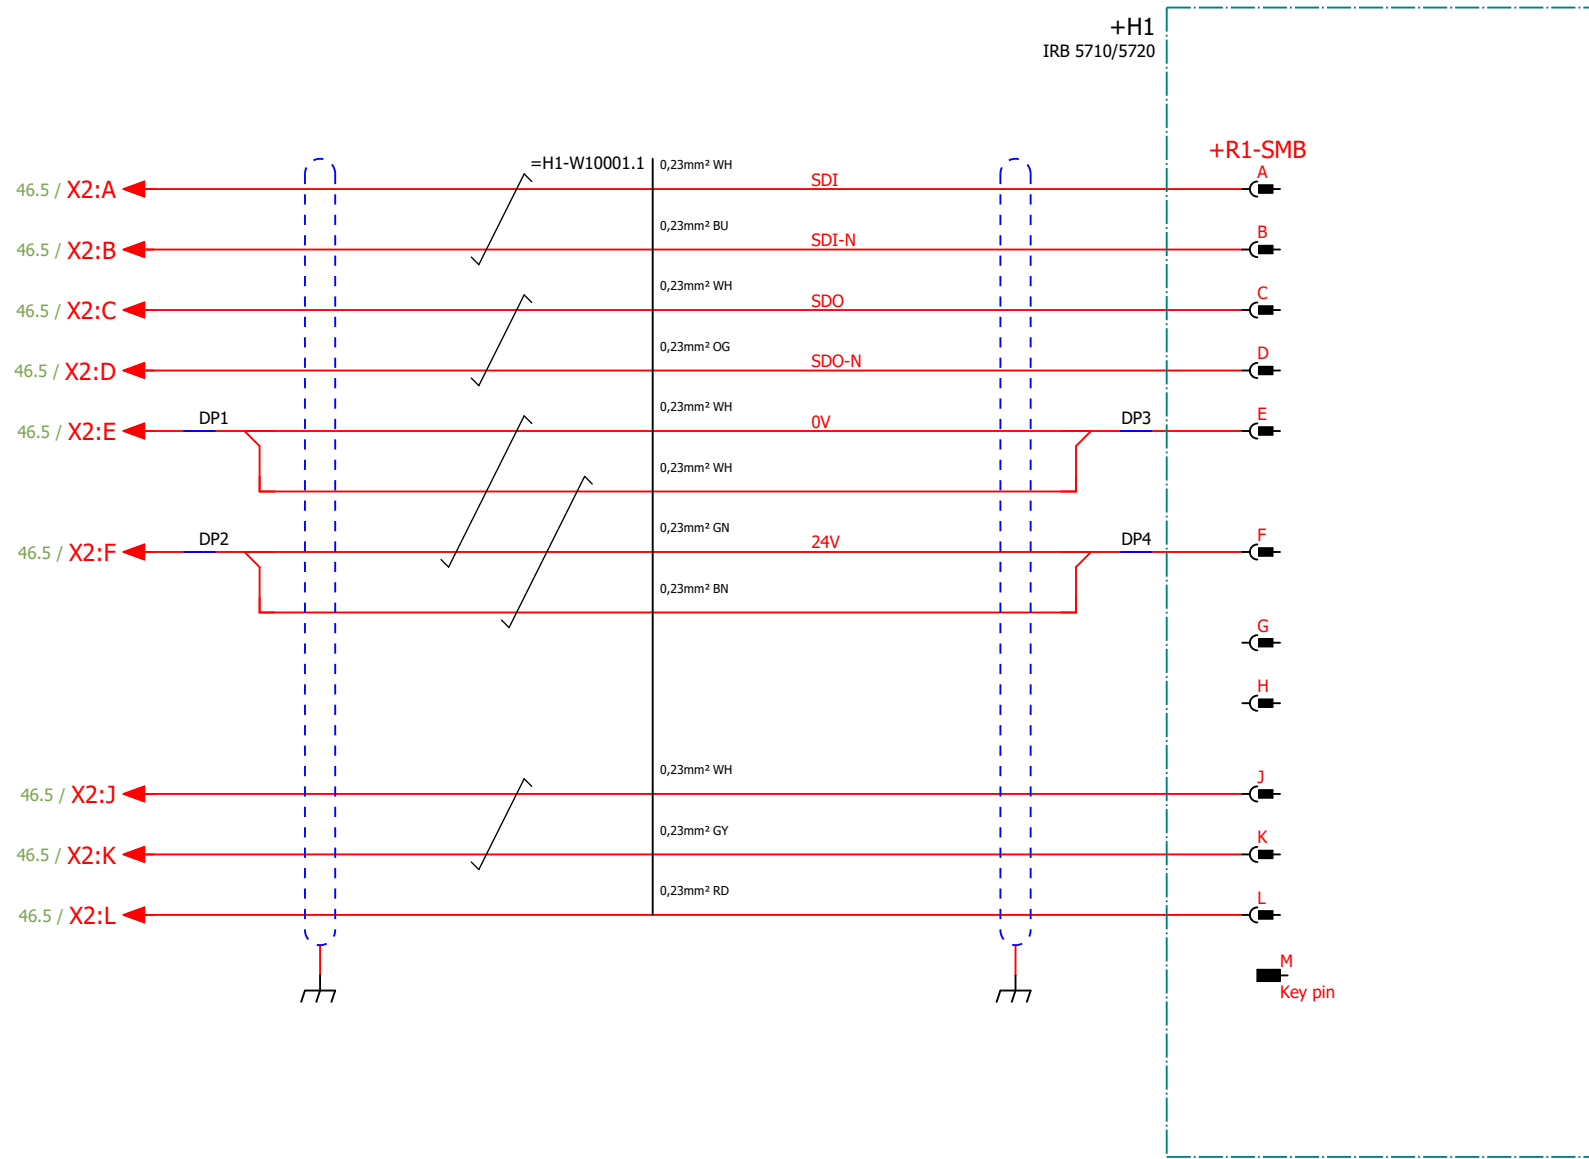 +H1
IRB 5710/5720
+R1-SMB
=H1-W10001.1 0,23mm² WH
46.5 / X2:A SDI A
0,23mm² BU
46.5 / X2:B SDI-N B
0,23mm² WH
46.5 / X2:C SDO C
0,23mm² OG
46.5 / X2:D SDO-N D
0,23mm² WH
46.5 / X2:E DP1 0V DP3 E
0,23mm² WH
0,23mm² GN
46.5 / X2:F DP2 24V DP4 F
0,23mm² BN
G
H
0,23mm² WH
46.5 / X2:J J
0,23mm² GY
46.5 / X2:K K
0,23mm² RD
46.5 / X2:L L
M
Key pin